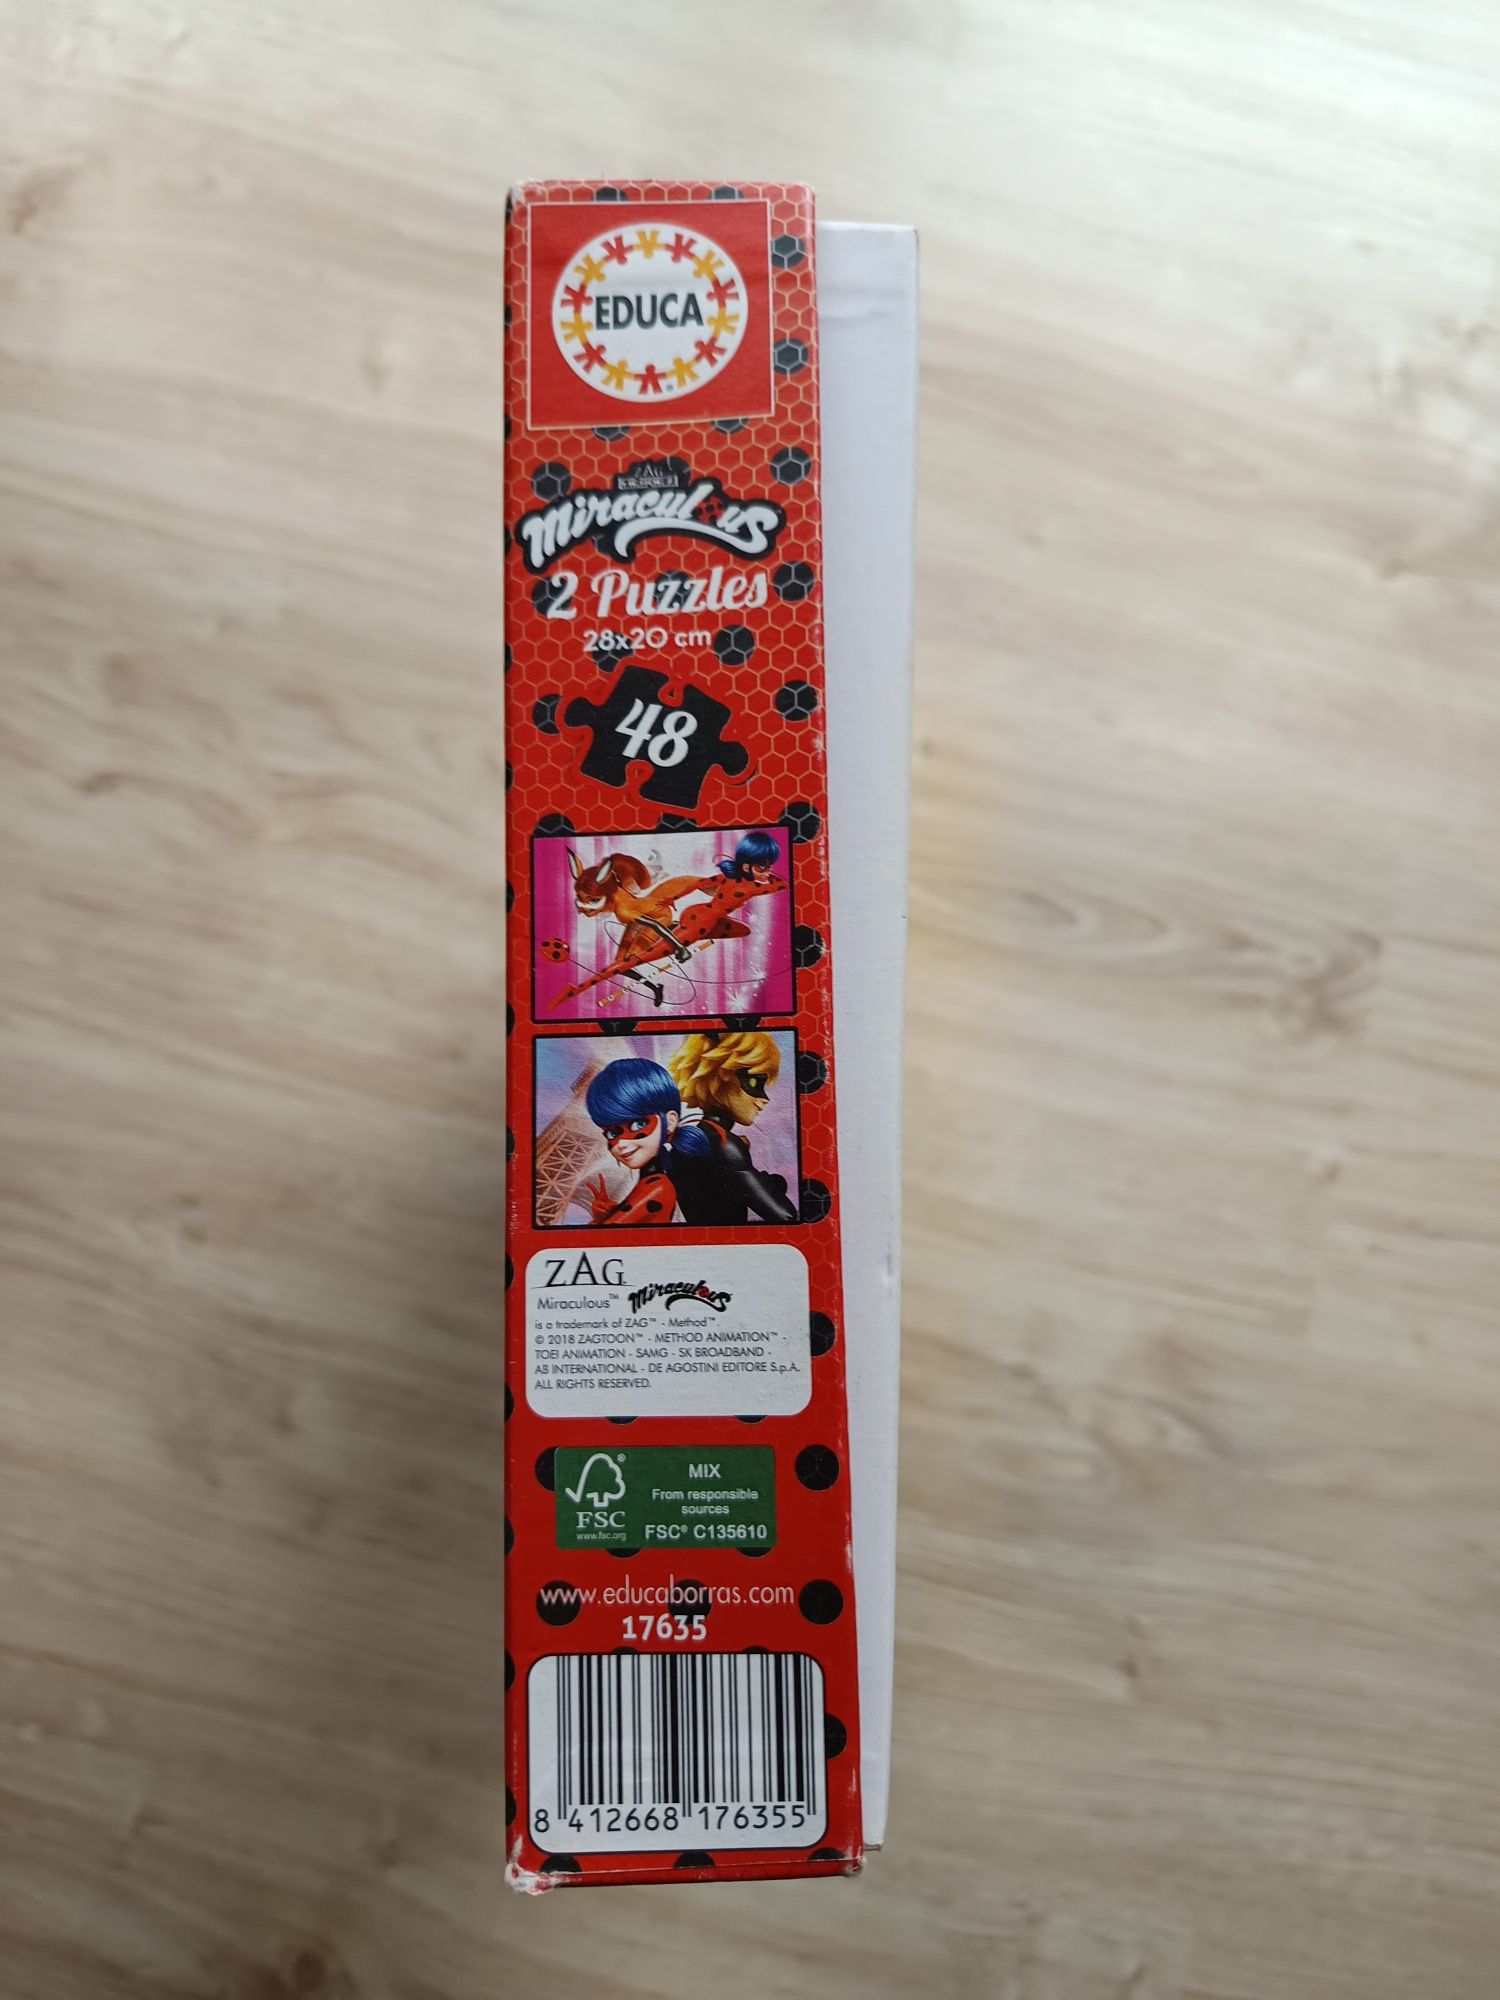 EDUCA
ZAG
Miraculous
2 Puzzles
28x20 cm
48
ZAG
Miraculous™ Miraculous
is a trademark of ZAG™ - Method™.
© 2018 ZAGTOON™ - METHOD ANIMATION™ -
TOEI ANIMATION - SAMG - SK BROADBAND -
AB INTERNATIONAL - DE AGOSTINI EDITORE S.p.A.
ALL RIGHTS RESERVED.
MIX
From responsible
sources
FSC® C135610
FSC
www.fsc.org
www.educaborras.com
17635
8 412668 176355